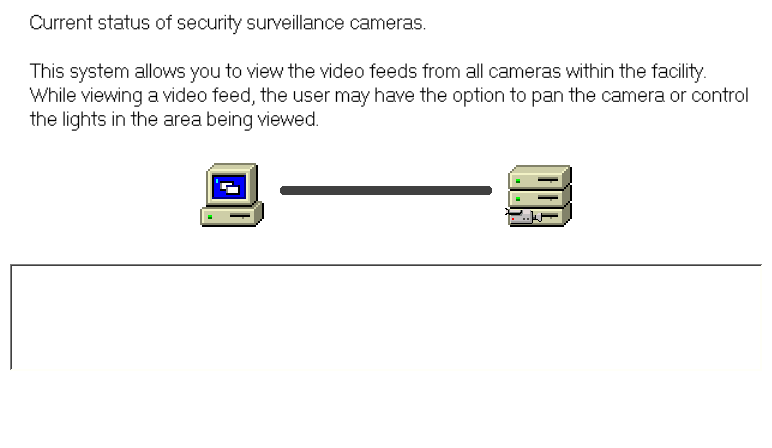 Current status of security surveillance cameras.
This system allows you to view the video feeds from all cameras within the facility.
While viewing a video feed, the user may have the option to pan the camera or control
the lights in the area being viewed.